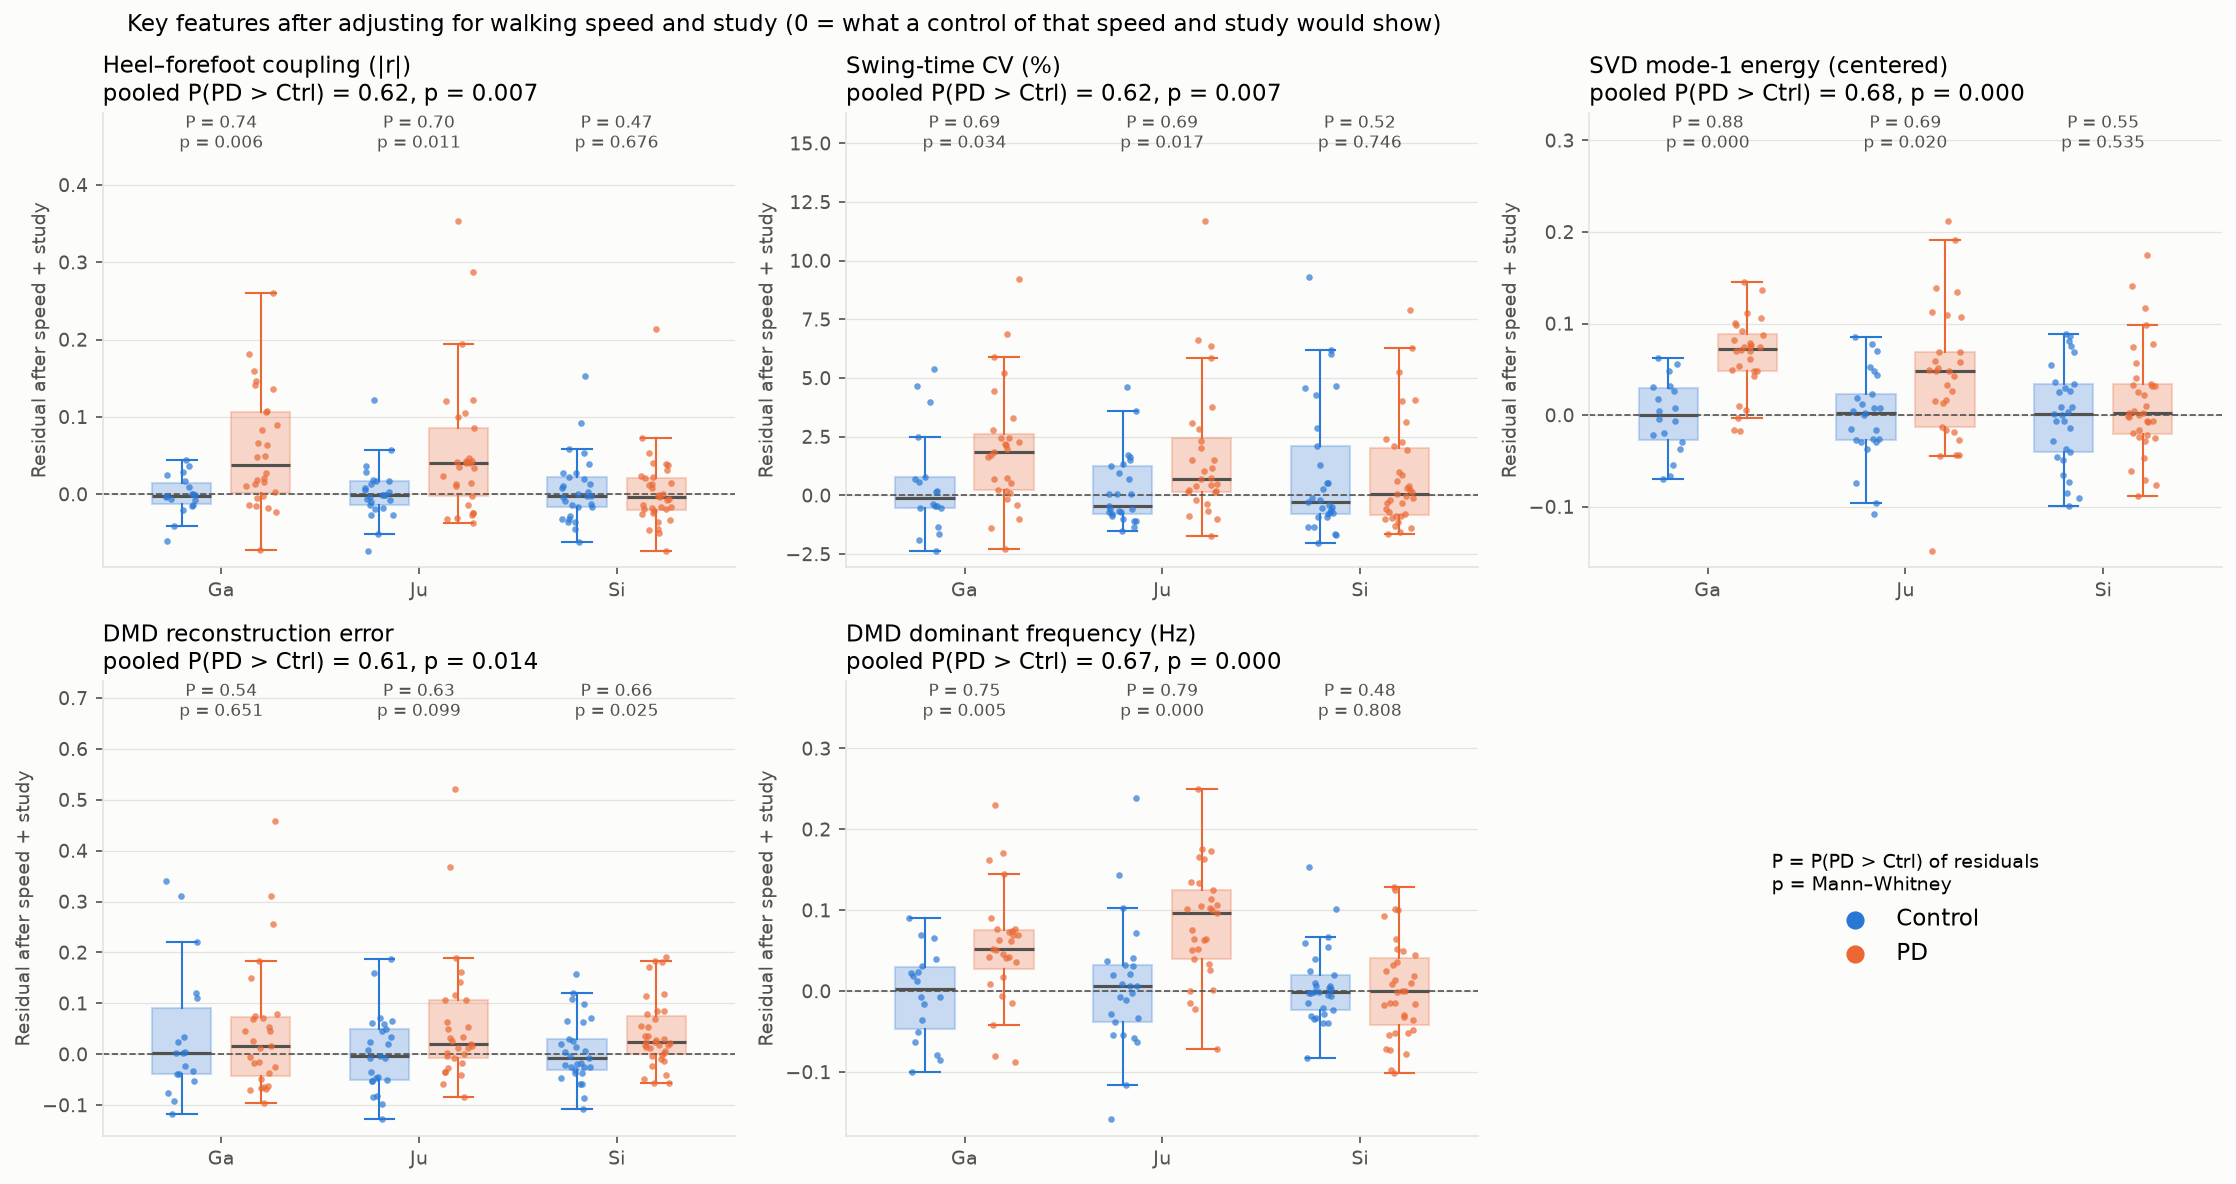 Key features after adjusting for walking speed and study (0 = what a control of that speed and study would show)
Heel–forefoot coupling (|r|)
pooled P(PD > Ctrl) = 0.62, p = 0.007
P = 0.74
p = 0.006
P = 0.70
p = 0.011
P = 0.47
p = 0.676
Residual after speed + study
0.4
0.3
0.2
0.1
0.0
Ga
Ju
Si
Swing-time CV (%)
pooled P(PD > Ctrl) = 0.62, p = 0.007
P = 0.69
p = 0.034
P = 0.69
p = 0.017
P = 0.52
p = 0.746
Residual after speed + study
15.0
12.5
10.0
7.5
5.0
2.5
0.0
−2.5
Ga
Ju
Si
SVD mode-1 energy (centered)
pooled P(PD > Ctrl) = 0.68, p = 0.000
P = 0.88
p = 0.000
P = 0.69
p = 0.020
P = 0.55
p = 0.535
Residual after speed + study
0.3
0.2
0.1
0.0
−0.1
Ga
Ju
Si
DMD reconstruction error
pooled P(PD > Ctrl) = 0.61, p = 0.014
P = 0.54
p = 0.651
P = 0.63
p = 0.099
P = 0.66
p = 0.025
Residual after speed + study
0.7
0.6
0.5
0.4
0.3
0.2
0.1
0.0
−0.1
Ga
Ju
Si
DMD dominant frequency (Hz)
pooled P(PD > Ctrl) = 0.67, p = 0.000
P = 0.75
p = 0.005
P = 0.79
p = 0.000
P = 0.48
p = 0.808
Residual after speed + study
0.3
0.2
0.1
0.0
−0.1
Ga
Ju
Si
P = P(PD > Ctrl) of residuals
p = Mann–Whitney
Control
PD